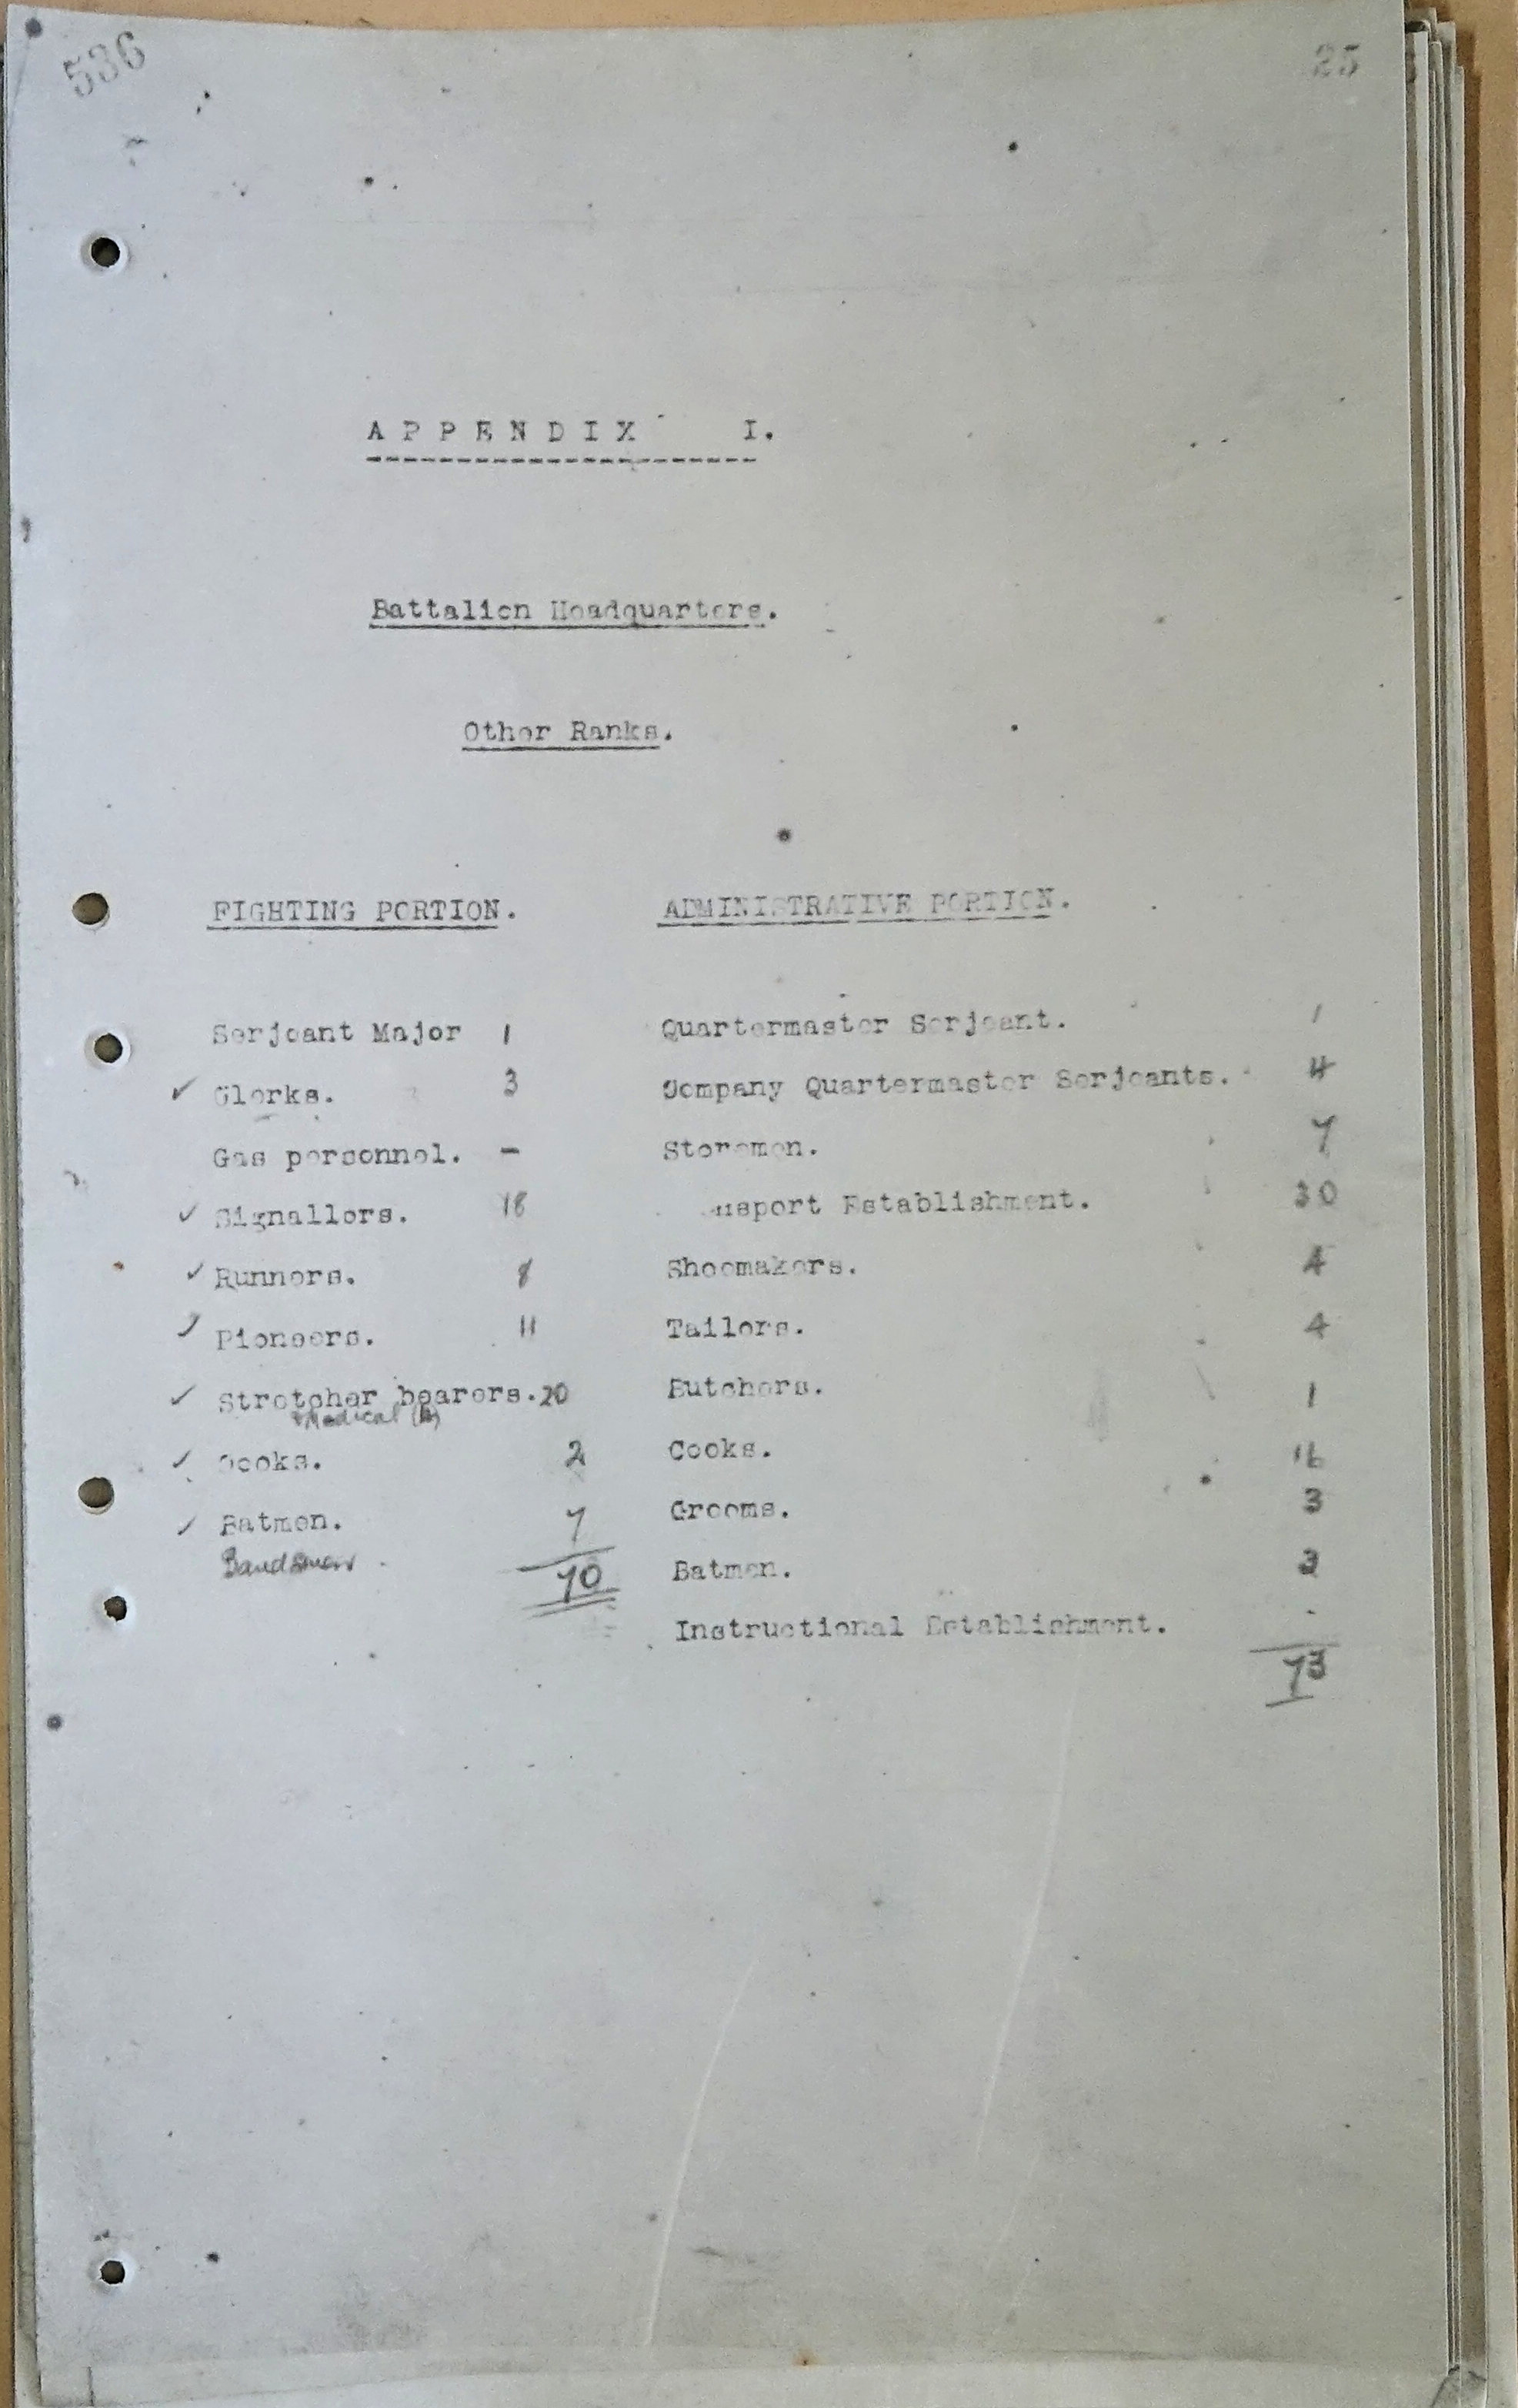 536 25
APPENDIX I.
Battalion Headquarters.
Other Ranks.
FIGHTING PORTION. ADMINISTRATIVE PORTION.
Serjeant Major 1 Quartermaster Serjeant. 1
✓ Clerks. 3 Company Quartermaster Serjeants. 4
Gas personnel. - Storemen. 7
✓ Signallers. 18 nsport Establishment. 30
✓ Runners. 8 Shoemakers. 4
✓ Pioneers. 11 Tailors. 4
✓ Stretcher bearers. 20 Butchers. 1
Medical
✓ Cooks. 2 Cooks. 16
✓ Batmen. 7 Grooms. 3
Bandsmen 70 Batmen. 3
Instructional Establishment. -
73